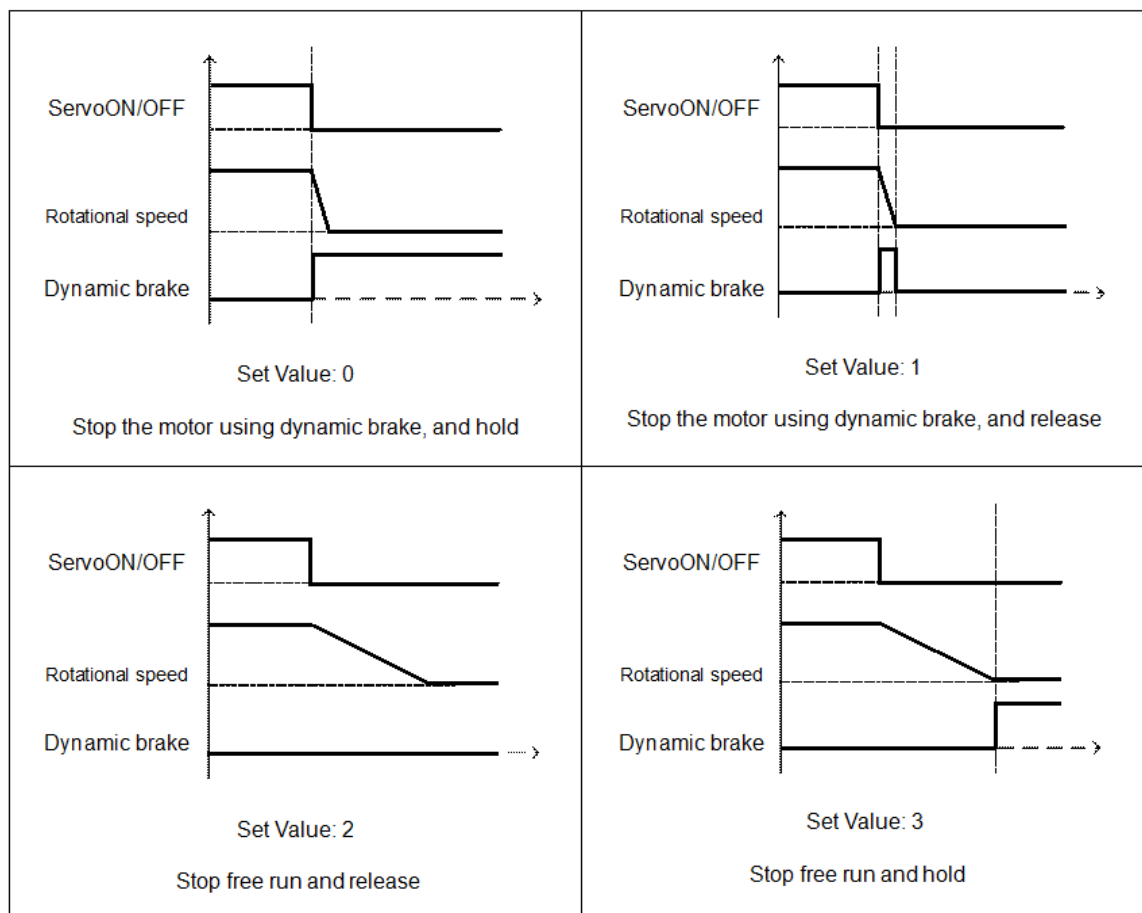 ServoON/OFF
Rotational speed
Dynamic brake
Set Value: 0
Stop the motor using dynamic brake, and hold
ServoON/OFF
Rotational speed
Dynamic brake
Set Value: 1
Stop the motor using dynamic brake, and release
ServoON/OFF
Rotational speed
Dynamic brake
Set Value: 2
Stop free run and release
ServoON/OFF
Rotational speed
Dynamic brake
Set Value: 3
Stop free run and hold